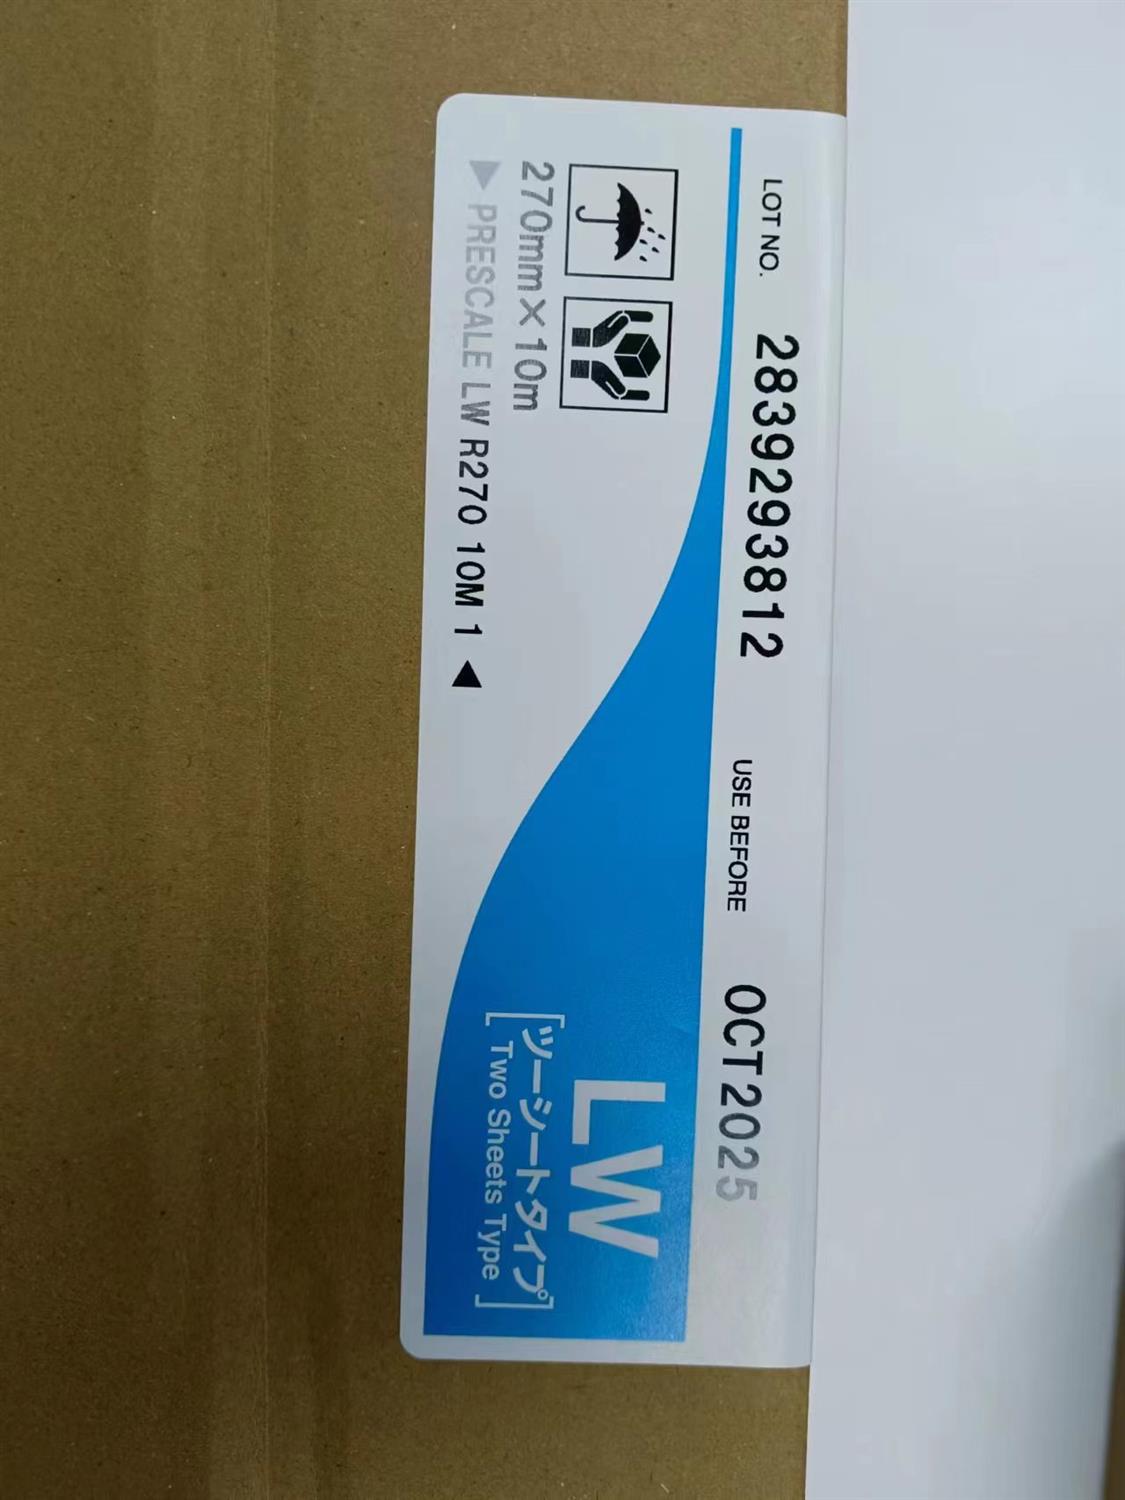 LOT NO. 2839293812 USE BEFORE OCT2025
LW
[ツーシートタイプ
Two Sheets Type]
270mm×10m
▶ PRESCALE LW R270 10M 1 ◀